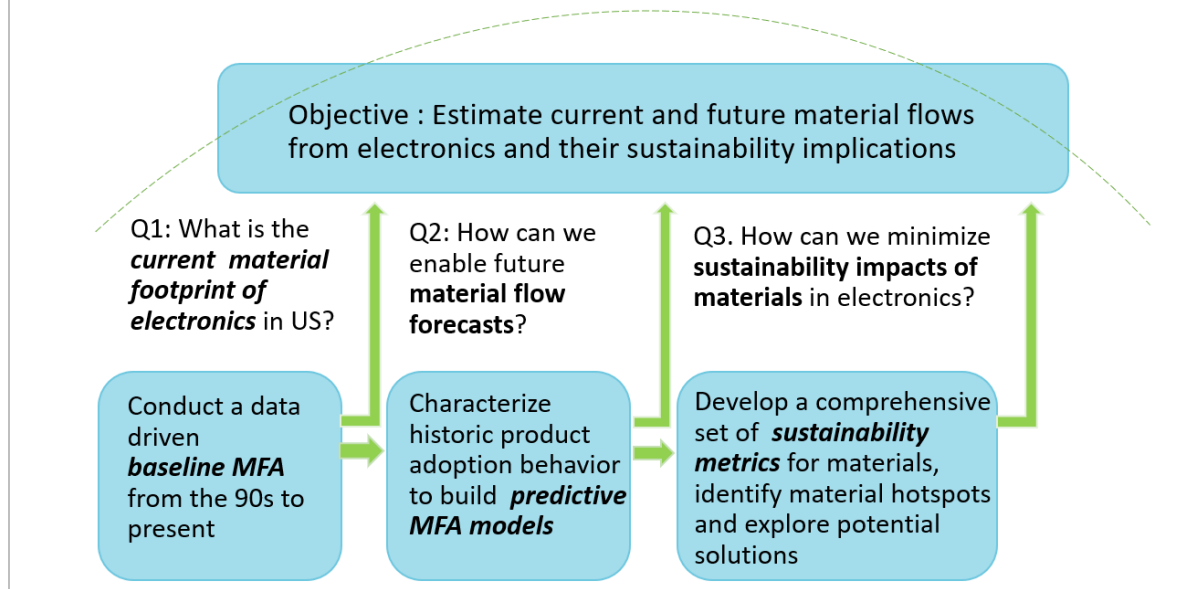 Objective : Estimate current and future material flows
from electronics and their sustainability implications
Q1: What is the
current material
footprint of
electronics in US?
Q2: How can we
enable future
material flow
forecasts?
Q3. How can we minimize
sustainability impacts of
materials in electronics?
Conduct a data
driven
baseline MFA
from the 90s to
present
Characterize
historic product
adoption behavior
to build predictive
MFA models
Develop a comprehensive
set of sustainability
metrics for materials,
identify material hotspots
and explore potential
solutions